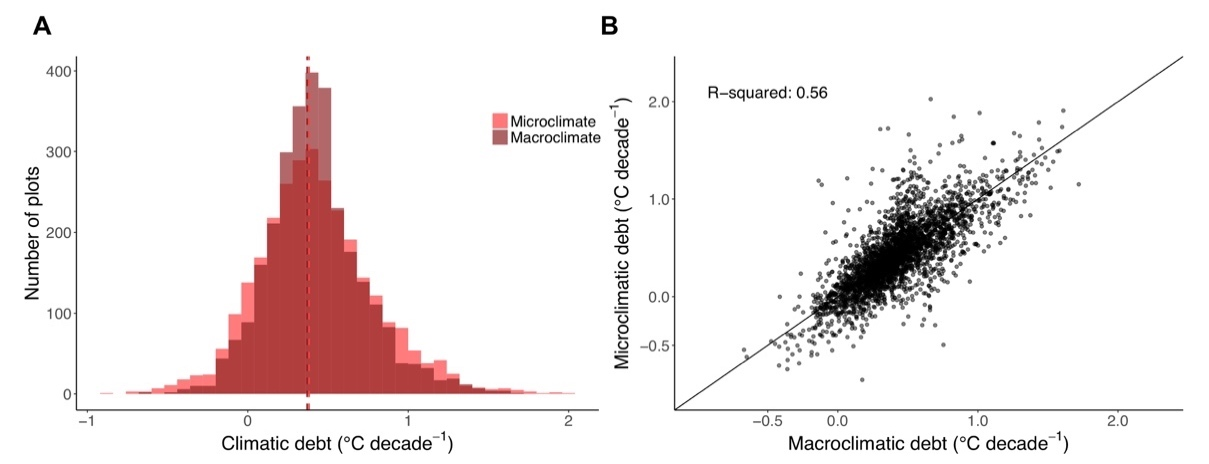 A
400
300
200
100
0
Number of plots
−1
0
1
2
Climatic debt (°C decade⁻¹)
Microclimate
Macroclimate
B
R−squared: 0.56
2.0
1.0
0.0
−0.5
Microclimatic debt (°C decade⁻¹)
−0.5
0.0
1.0
2.0
Macroclimatic debt (°C decade⁻¹)